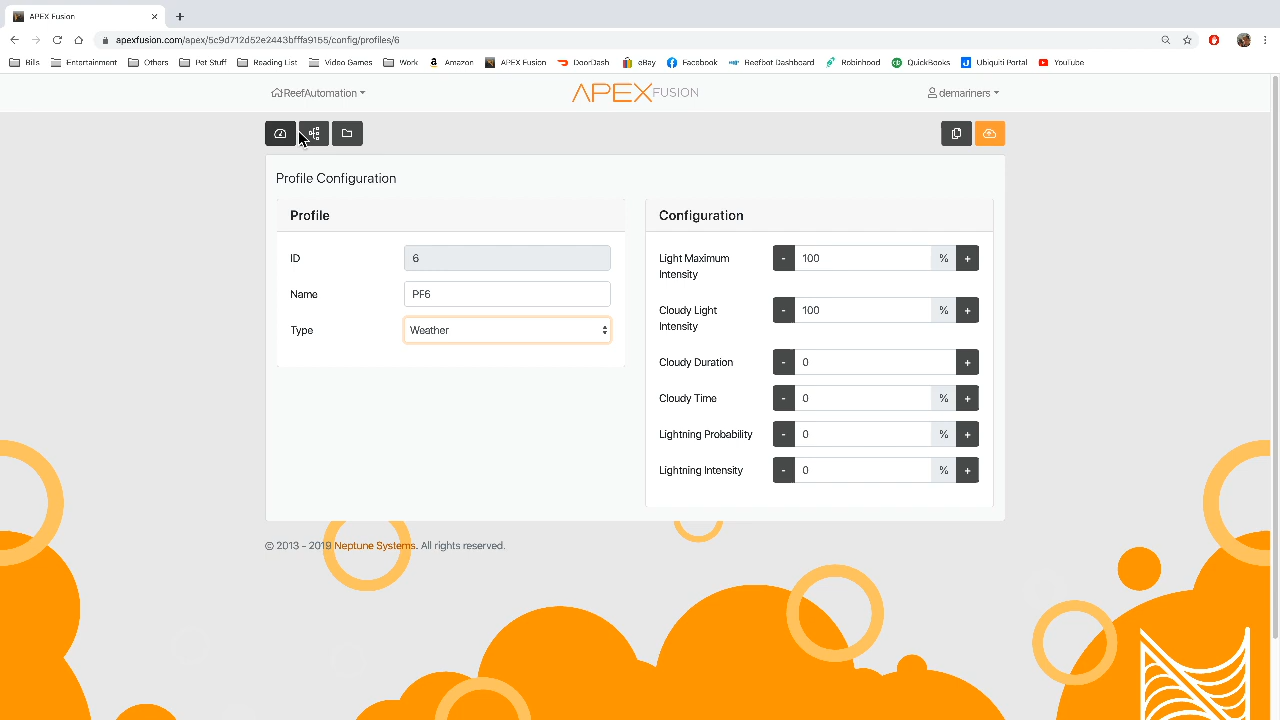 APEX Fusion
apexfusion.com/apex/5c9d712d52e2443bfffa9155/config/profiles/6
Bills Entertainment Others Pet Stuff Reading List Video Games Work Amazon APEX Fusion DoorDash eBay Facebook Reefbot Dashboard Robinhood QuickBooks Ubiquiti Portal YouTube
ReefAutomation APEX FUSION demariners
Profile Configuration
Profile
ID 6
Name PF6
Type Weather
Configuration
Light Maximum
Intensity
- 100 % +
Cloudy Light
Intensity
- 100 % +
Cloudy Duration - 0 +
Cloudy Time - 0 % +
Lightning Probability - 0 % +
Lightning Intensity - 0 % +
© 2013 - 2019 Neptune Systems. All rights reserved.